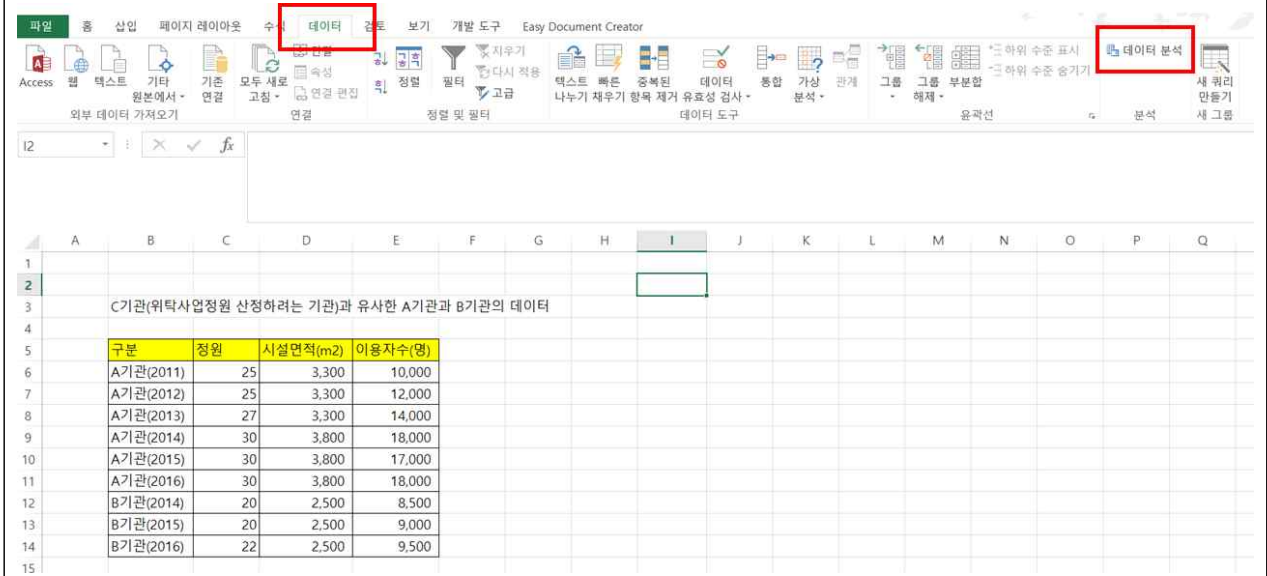 파일 홈 삽입 페이지 레이아웃 수식 데이터 검토 보기 개발 도구 Easy Document Creator
Access
웹
텍스트
기타
원본에서
기존
연결
외부 데이터 가져오기
모두 새로
고침
연결
속성
연결 편집
연결
정렬
필터
지우기
다시 적용
고급
정렬 및 필터
텍스트
나누기
빠른
채우기
중복된
항목 제거
데이터
유효성 검사
통합
가상
분석
관계
데이터 도구
그룹
그룹
해제
부분합
하위 수준 표시
하위 수준 숨기기
윤곽선
데이터 분석
분석
새 쿼리
만들기
새 그룹
I2 fx
A B C D E F G H I J K L M N O P Q
1
2
3 C기관(위탁사업정원 산정하려는 기관)과 유사한 A기관과 B기관의 데이터
4
5 구분 정원 시설면적(m2) 이용자수(명)
6 A기관(2011) 25 3,300 10,000
7 A기관(2012) 25 3,300 12,000
8 A기관(2013) 27 3,300 14,000
9 A기관(2014) 30 3,800 18,000
10 A기관(2015) 30 3,800 17,000
11 A기관(2016) 30 3,800 18,000
12 B기관(2014) 20 2,500 8,500
13 B기관(2015) 20 2,500 9,000
14 B기관(2016) 22 2,500 9,500
15